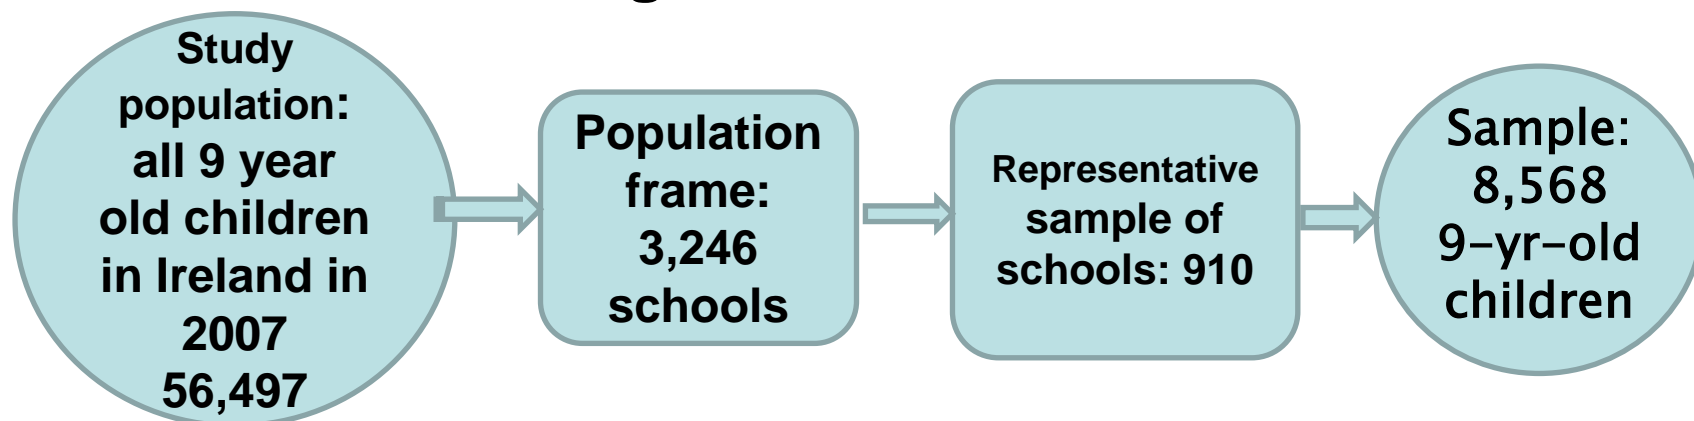 Study
population:
all 9 year
old children
in Ireland in
2007
56,497
Population
frame:
3,246
schools
Representative
sample of
schools: 910
Sample:
8,568
9-yr-old
children